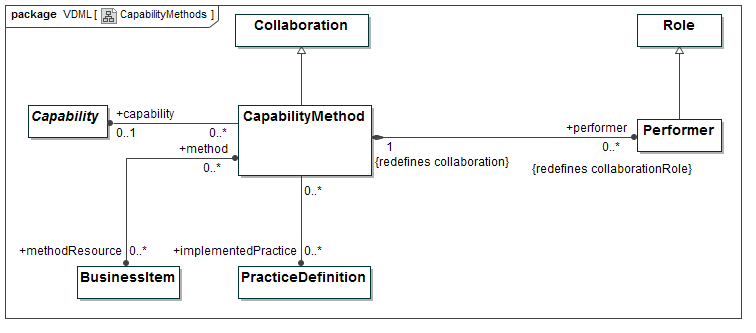 package VDML [ CapabilityMethods ]
Collaboration
Role
Capability
+capability
0..1
0..*
CapabilityMethod
+performer
Performer
1
0..*
{redefines collaboration}
{redefines collaborationRole}
+method
0..*
0..*
+methodResource
0..*
+implementedPractice
0..*
BusinessItem
PracticeDefinition